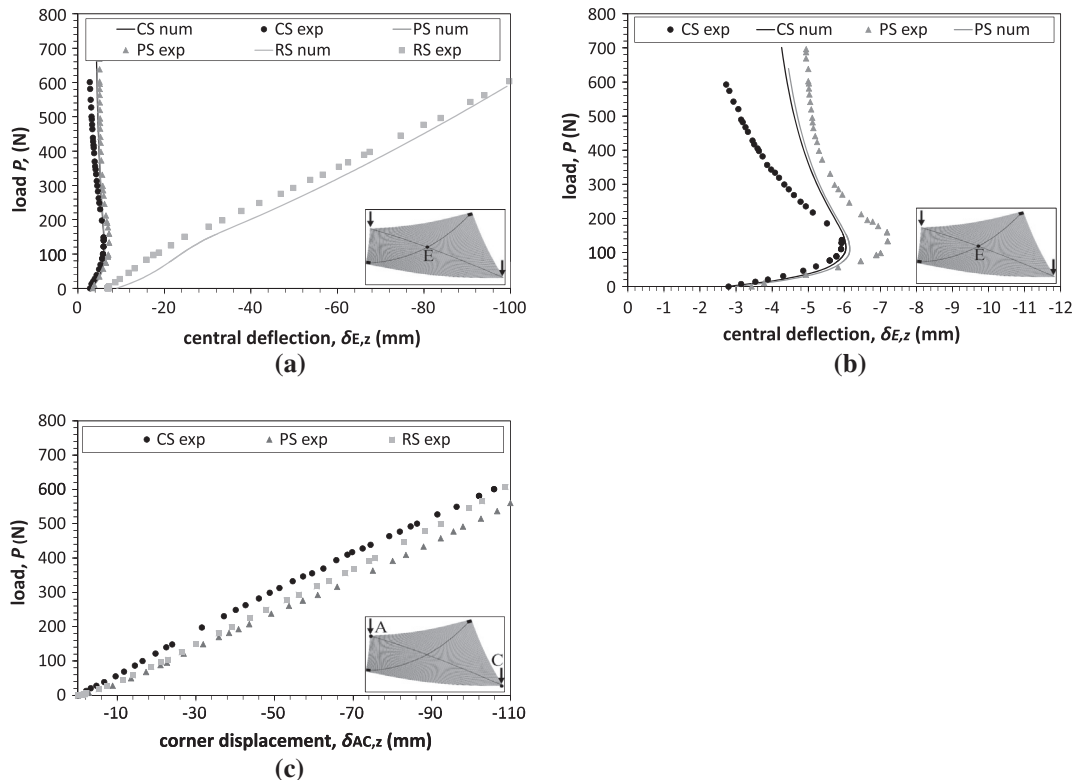 800
700
600
500
400
300
200
100
0
load P, (N)
CS num CS exp PS num
PS exp RS num RS exp
E
0 -20 -40 -60 -80 -100
central deflection, δE,z (mm)
(a)
800
700
600
500
400
300
200
100
0
load, P (N)
CS exp CS num PS exp PS num
E
0 -1 -2 -3 -4 -5 -6 -7 -8 -9 -10 -11 -12
central deflection, δE,z (mm)
(b)
800
700
600
500
400
300
200
100
0
load, P (N)
CS exp PS exp RS exp
A
C
-10 -30 -50 -70 -90 -110
corner displacement, δAC,z (mm)
(c)